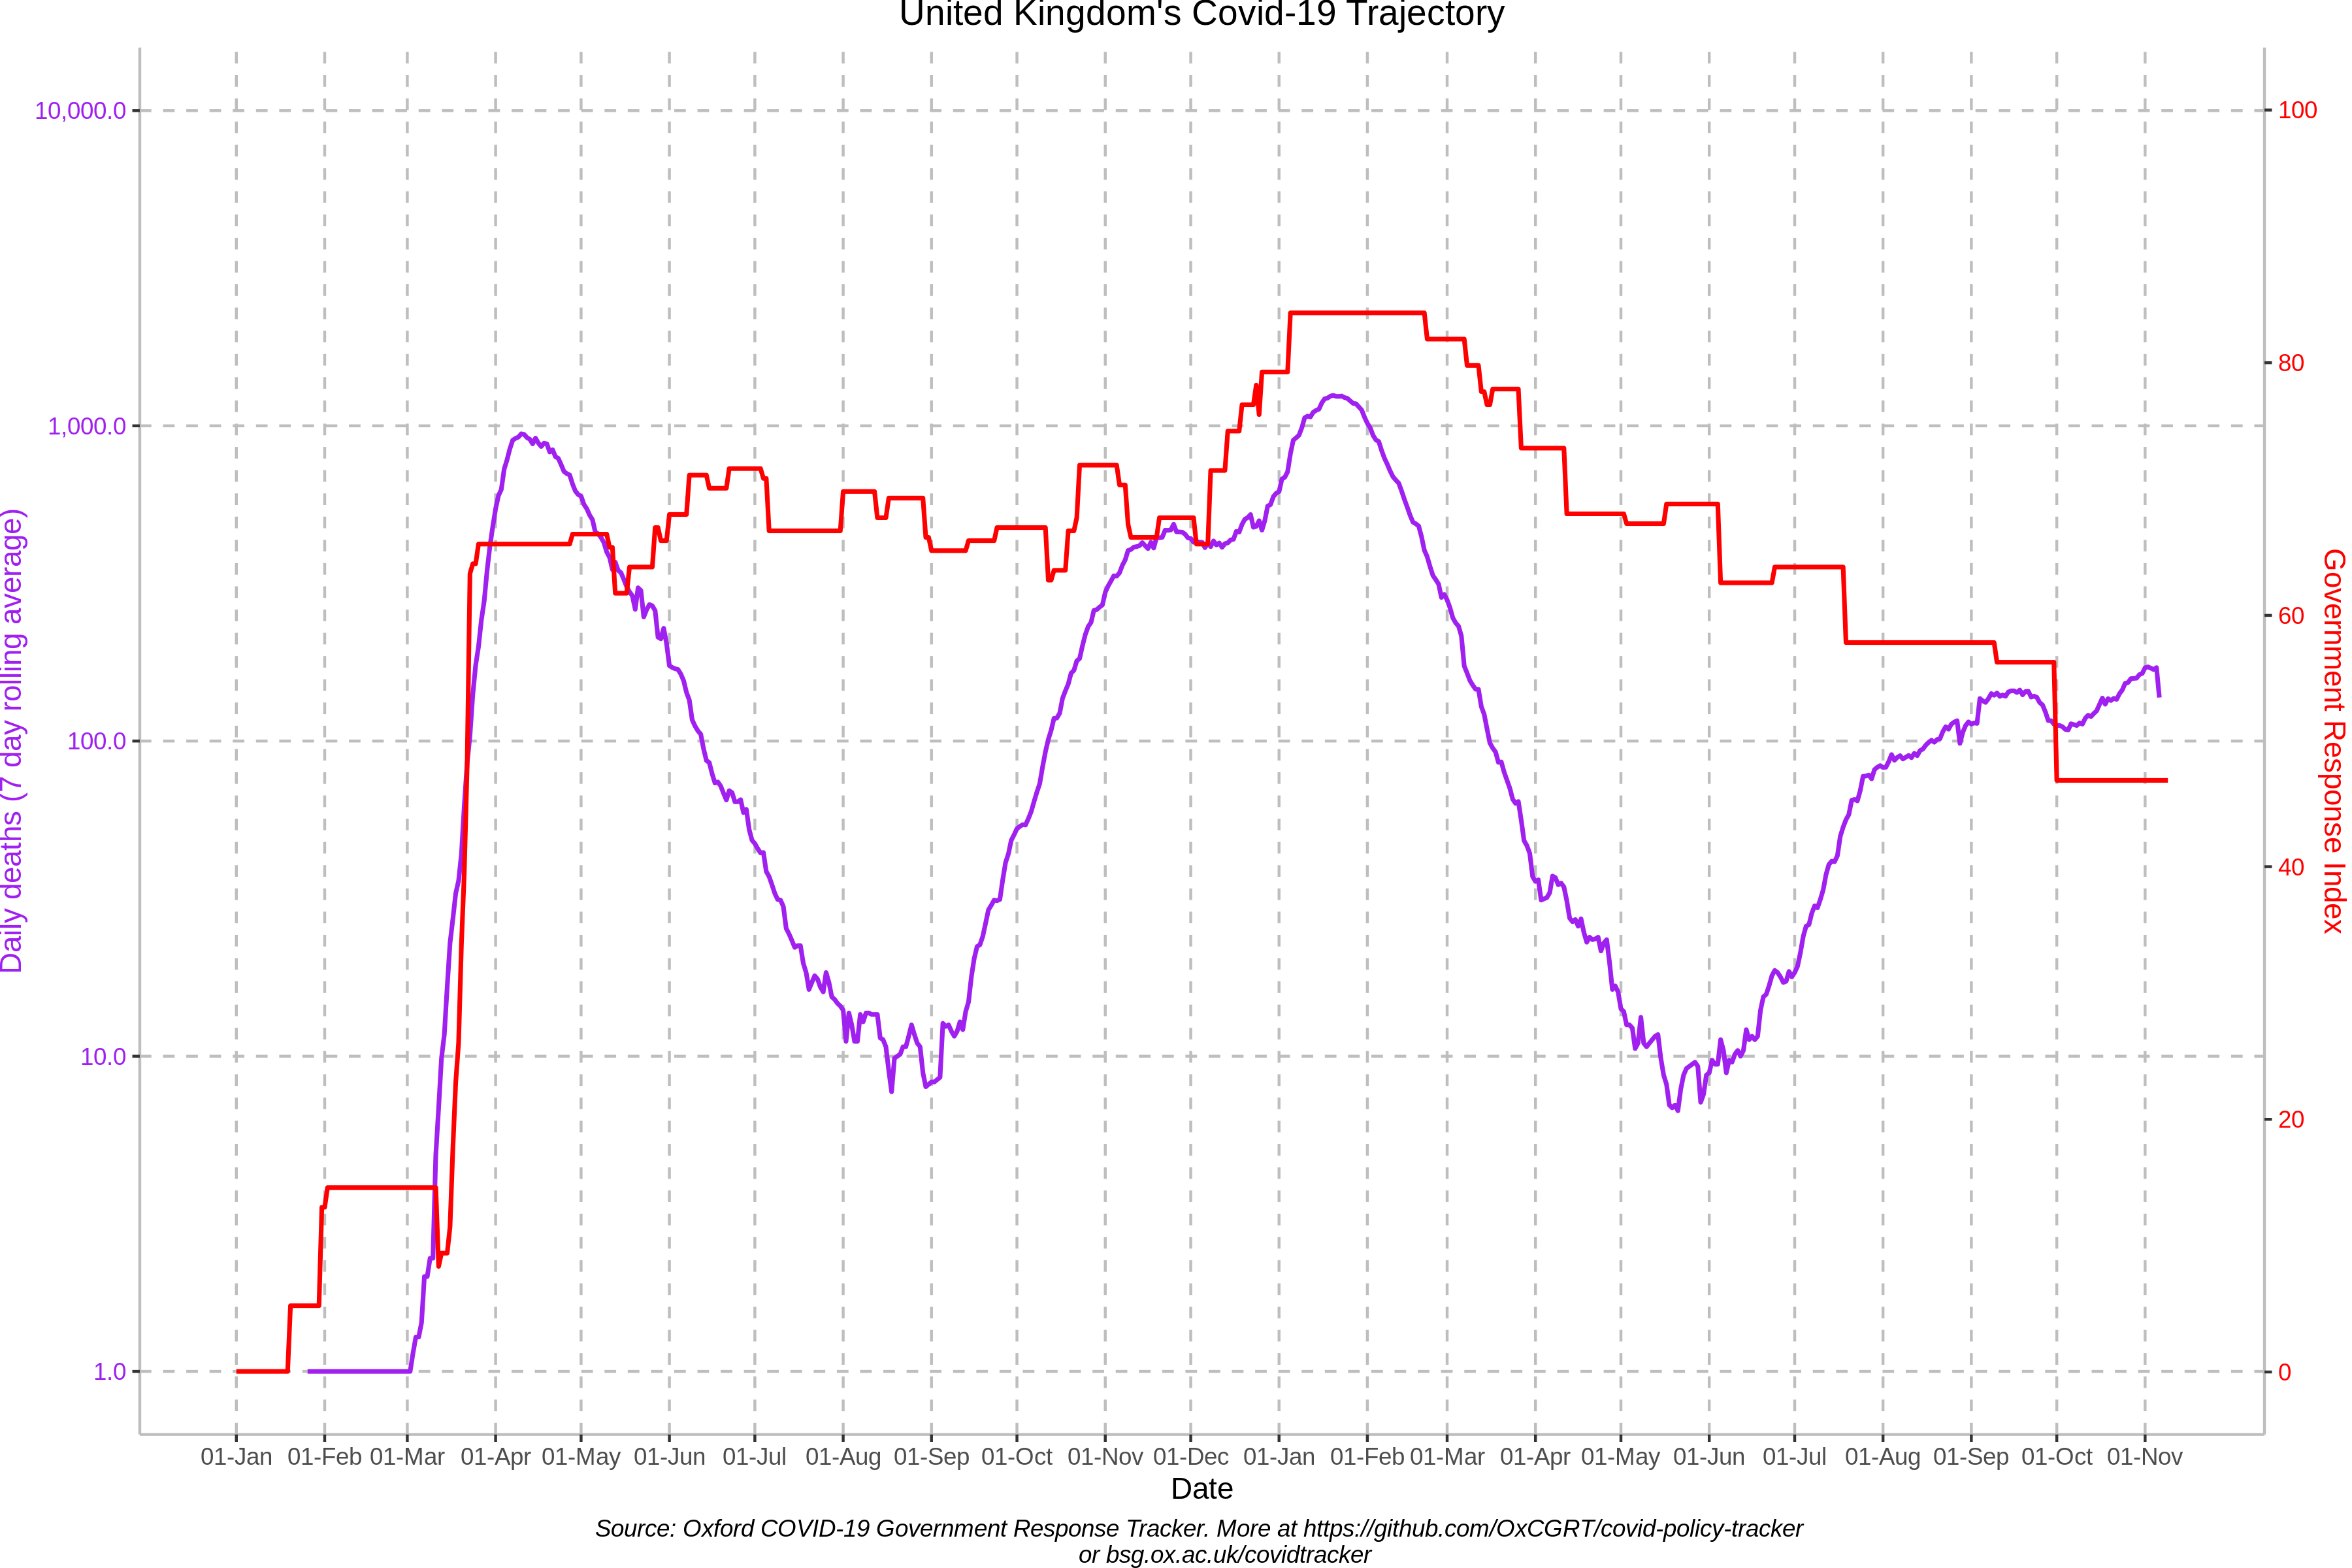 United Kingdom's Covid-19 Trajectory
10,000.0
1,000.0
100.0
10.0
1.0
Daily deaths (7 day rolling average)
100
80
60
40
20
0
Government Response Index
01-Jan 01-Feb 01-Mar 01-Apr 01-May 01-Jun 01-Jul 01-Aug 01-Sep 01-Oct 01-Nov 01-Dec 01-Jan 01-Feb 01-Mar 01-Apr 01-May 01-Jun 01-Jul 01-Aug 01-Sep 01-Oct 01-Nov
Date
Source: Oxford COVID-19 Government Response Tracker. More at https://github.com/OxCGRT/covid-policy-tracker
or bsg.ox.ac.uk/covidtracker